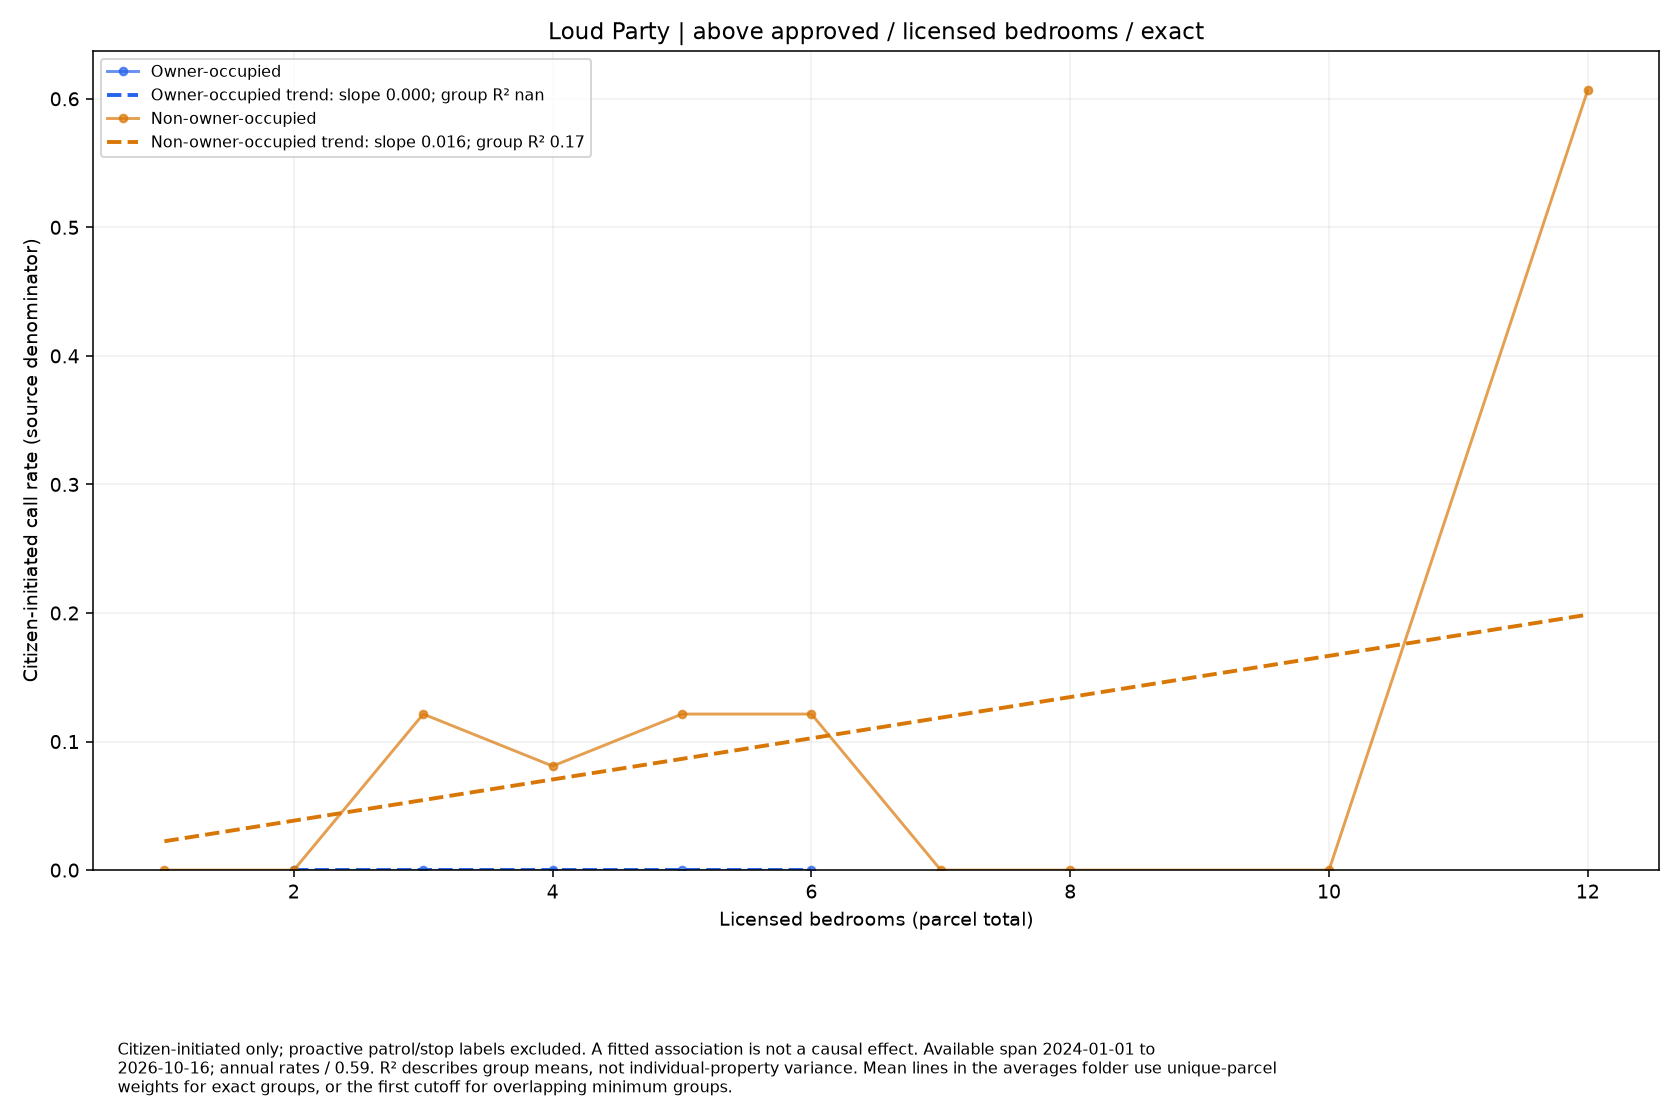 Loud Party | above approved / licensed bedrooms / exact
Owner-occupied
Owner-occupied trend: slope 0.000; group R² nan
Non-owner-occupied
Non-owner-occupied trend: slope 0.016; group R² 0.17
Citizen-initiated call rate (source denominator)
0.6
0.5
0.4
0.3
0.2
0.1
0.0
2 4 6 8 10 12
Licensed bedrooms (parcel total)
Citizen-initiated only; proactive patrol/stop labels excluded. A fitted association is not a causal effect. Available span 2024-01-01 to
2026-10-16; annual rates / 0.59. R² describes group means, not individual-property variance. Mean lines in the averages folder use unique-parcel
weights for exact groups, or the first cutoff for overlapping minimum groups.